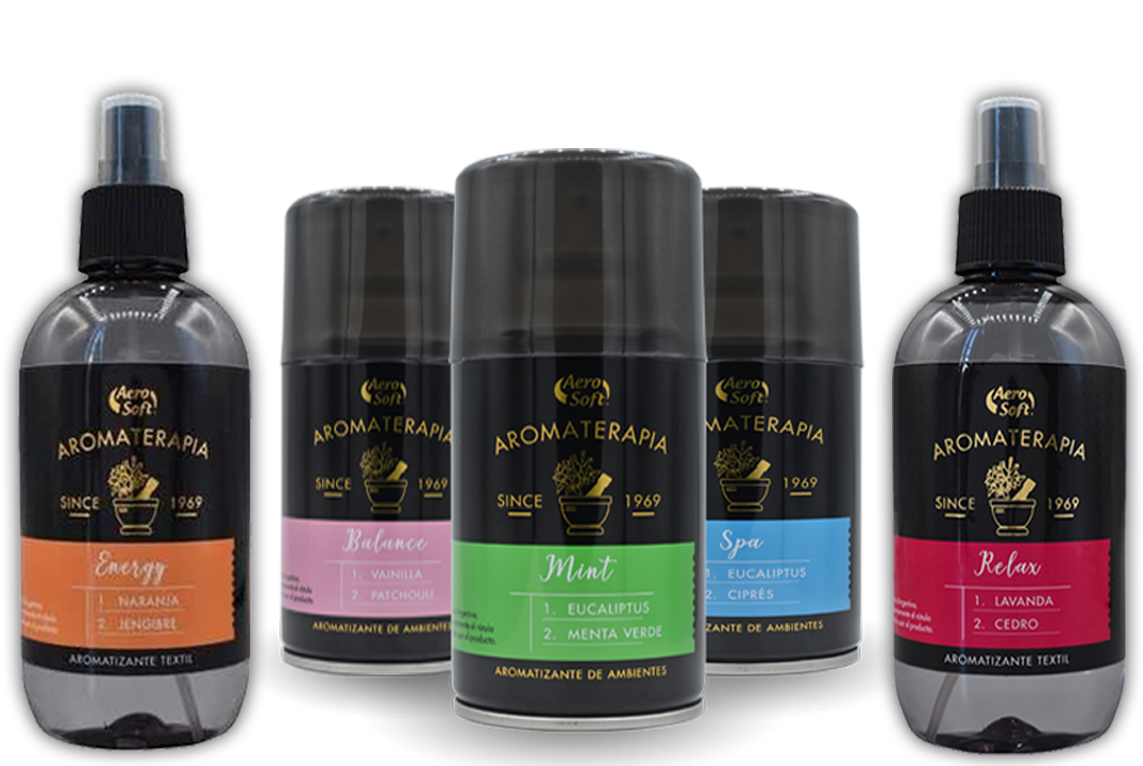 Aero
Soft
AROMATERAPIA
SINCE 1969
Energy
1. NARANJA
2. JENGIBRE
AROMATIZANTE TEXTIL
Aero
Soft
AROMATERAPIA
SINCE 1969
Balance
1. VAINILLA
2. PATCHOULI
AROMATIZANTE DE AMBIENTES
Aero
Soft
AROMATERAPIA
SINCE 1969
Mint
1. EUCALIPTUS
2. MENTA VERDE
AROMATIZANTE DE AMBIENTES
Aero
Soft
MATERAPIA
1969
Spa
1. EUCALIPTUS
2. CIPRÉS
ZANTE DE AMBIENTES
Aero
Soft
AROMATERAPIA
SINCE 1969
Relax
1. LAVANDA
2. CEDRO
AROMATIZANTE TEXTIL